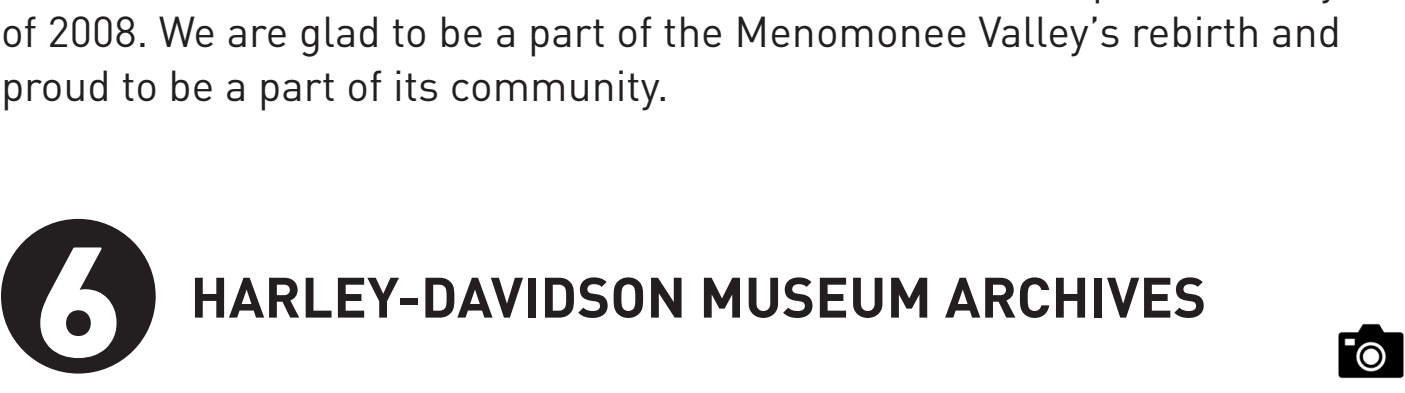 of 2008. We are glad to be a part of the Menomonee Valley’s rebirth and
proud to be a part of its community.
6 HARLEY-DAVIDSON MUSEUM ARCHIVES